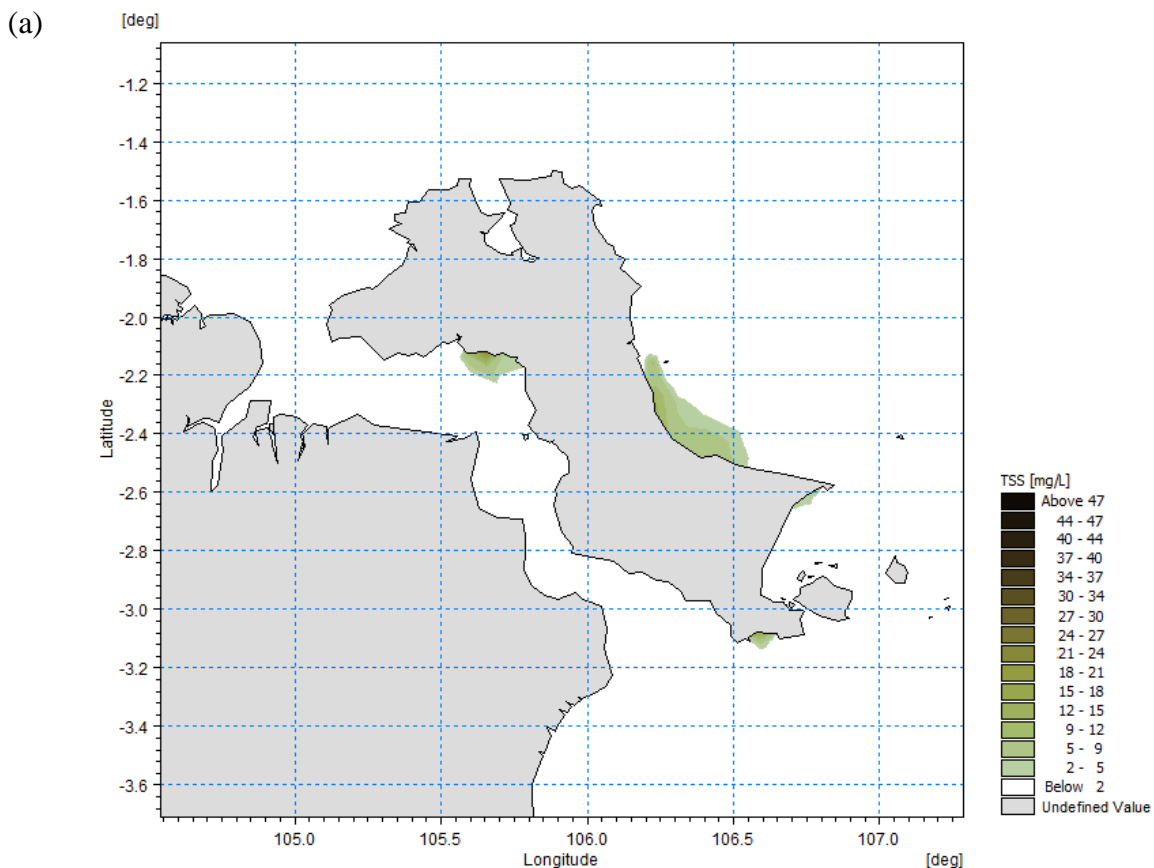 (a)
[deg]
-1.2
-1.4
-1.6
-1.8
-2.0
-2.2
-2.4
-2.6
-2.8
-3.0
-3.2
-3.4
-3.6
Latitude
105.0 105.5 106.0 106.5 107.0
Longitude [deg]
TSS [mg/L]
Above 47
44 - 47
40 - 44
37 - 40
34 - 37
30 - 34
27 - 30
24 - 27
21 - 24
18 - 21
15 - 18
12 - 15
9 - 12
5 - 9
2 - 5
Below 2
Undefined Value